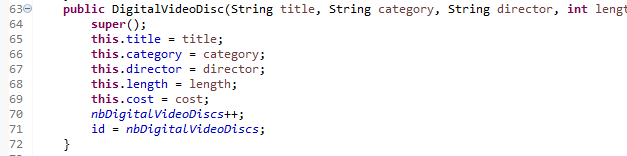 63 public DigitalVideoDisc(String title, String category, String director, int lengt
64 super();
65 this.title = title;
66 this.category = category;
67 this.director = director;
68 this.length = length;
69 this.cost = cost;
70 nbDigitalVideoDiscs++;
71 id = nbDigitalVideoDiscs;
72 }